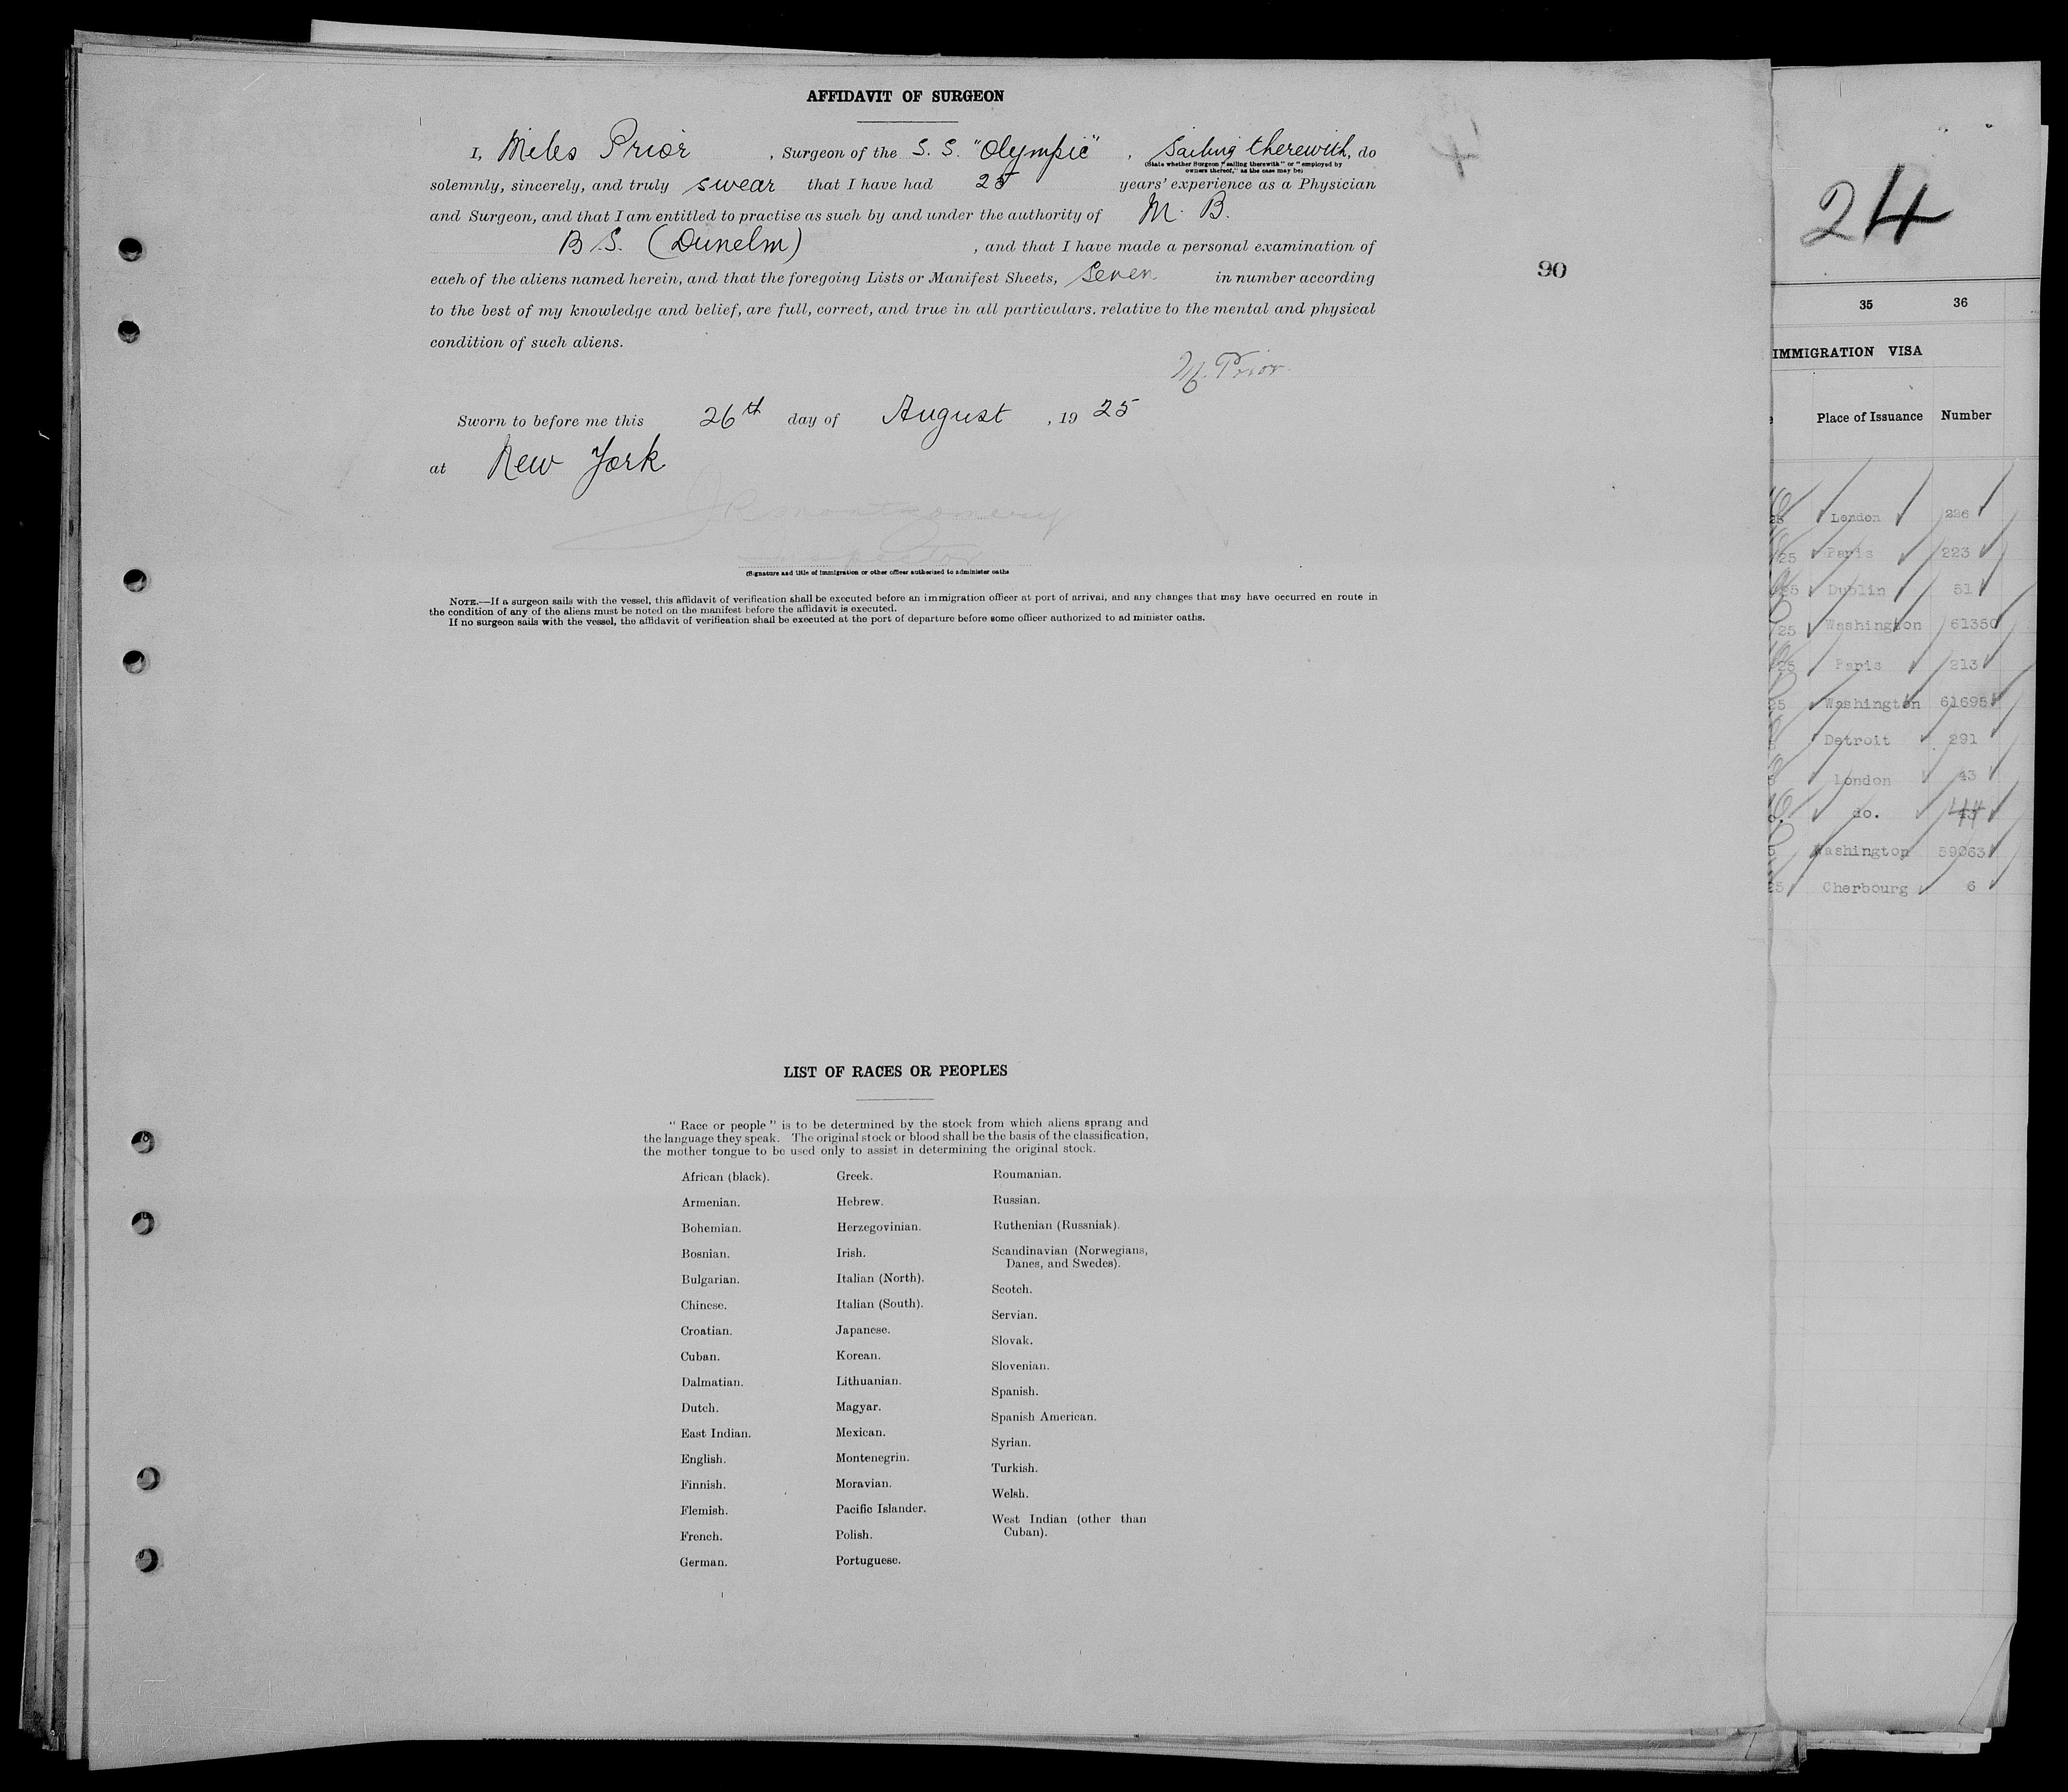 AFFIDAVIT OF SURGEON
I, Miles Prior , Surgeon of the S. S. "Olympic" , Sailing therewith, do
(State whether Surgeon "sailing therewith" or "employed by
owners thereof," as the case may be)
solemnly, sincerely, and truly swear that I have had 25 years' experience as a Physician
and Surgeon, and that I am entitled to practise as such by and under the authority of M. B.
B S. (Dunelm) , and that I have made a personal examination of
each of the aliens named herein, and that the foregoing Lists or Manifest Sheets, Seven in number according
to the best of my knowledge and belief, are full, correct, and true in all particulars. relative to the mental and physical
condition of such aliens.
M. Prior
Sworn to before me this 26th day of August , 19 25
at New York
JR Montgomery
Inspector
(Signature and title of immigration or other officer authorized to administer oaths
NOTE.—If a surgeon sails with the vessel, this affidavit of verification shall be executed before an immigration officer at port of arrival, and any changes that may have occurred en route in
the condition of any of the aliens must be noted on the manifest before the affidavit is executed.
If no surgeon sails with the vessel, the affidavit of verification shall be executed at the port of departure before some officer authorized to ad minister oaths.
90
LIST OF RACES OR PEOPLES
" Race or people " is to be determined by the stock from which aliens sprang and
the language they speak. The original stock or blood shall be the basis of the classification,
the mother tongue to be used only to assist in determining the original stock.
African (black).
Armenian.
Bohemian.
Bosnian.
Bulgarian.
Chinese.
Croatian.
Cuban.
Dalmatian.
Dutch.
East Indian.
English.
Finnish.
Flemish.
French.
German.
Greek.
Hebrew.
Herzegovinian.
Irish.
Italian (North).
Italian (South).
Japanese.
Korean.
Lithuanian.
Magyar.
Mexican.
Montenegrin.
Moravian.
Pacific Islander.
Polish.
Portuguese.
Roumanian.
Russian.
Ruthenian (Russniak).
Scandinavian (Norwegians,
Danes, and Swedes).
Scotch.
Servian.
Slovak.
Slovenian.
Spanish.
Spanish American.
Syrian.
Turkish.
Welsh.
West Indian (other than
Cuban).
24
35 36
IMMIGRATION VISA
Place of Issuance Number
25 London 226
25 Paris 223
25 Dublin 51
25 Washington 61350
25 Paris 213
25 Washington 61695
5 Detroit 291
5 London 43
do. 44
5 Washington 59063
25 Cherbourg 6